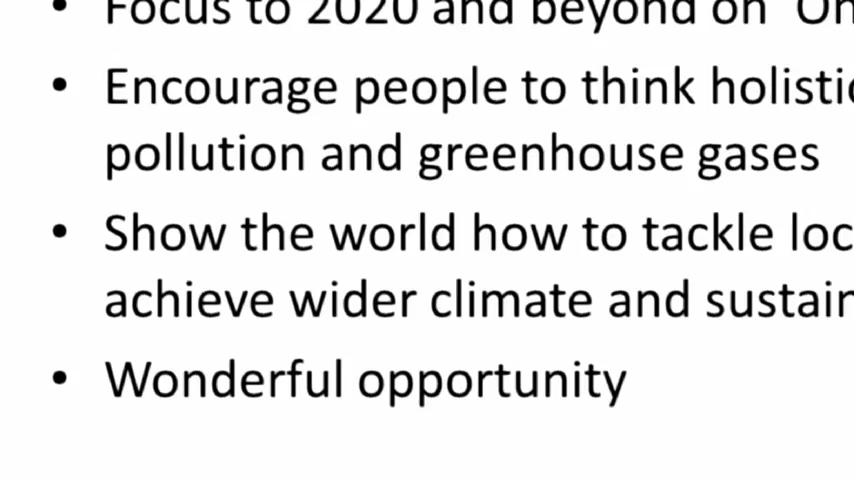 • Focus to 2020 and beyond on
• Encourage people to think
pollution and greenhouse gases
• Show the world how to tackle
achieve wider climate and
• Wonderful opportunity